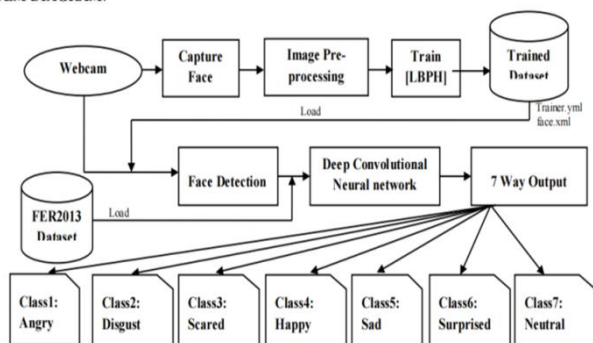 Webcam
Capture
Face
Image Pre-
processing
Train
[LBPH]
Trained
Dataset
Trainer.yml
face.xml
Load
Face Detection
Deep Convolutional
Neural network
7 Way Output
FER2013
Dataset
Load
Class1:
Angry
Class2:
Disgust
Class3:
Scared
Class4:
Happy
Class5:
Sad
Class6:
Surprised
Class7:
Neutral